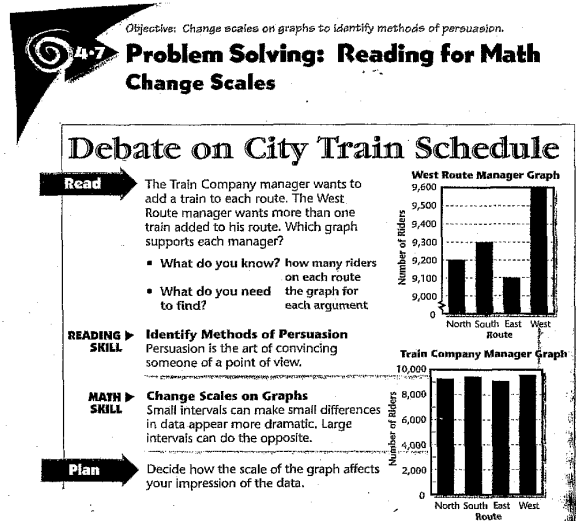 Objective: Change scales on graphs to identify methods of persuasion.
4·7
Problem Solving: Reading for Math
Change Scales
Debate on City Train Schedule
Read
The Train Company manager wants to
add a train to each route. The West
Route manager wants more than one
train added to his route. Which graph
supports each manager?
• What do you know? how many riders
on each route
• What do you need the graph for
to find? each argument
READING ▶ Identify Methods of Persuasion
SKILL Persuasion is the art of convincing
someone of a point of view.
MATH ▶ Change Scales on Graphs
SKILL Small intervals can make small differences
in data appear more dramatic. Large
intervals can do the opposite.
Plan
Decide how the scale of the graph affects
your impression of the data.
West Route Manager Graph
Number of Riders
9,600
9,500
9,400
9,300
9,200
9,100
9,000
0
North South East West
Route
Train Company Manager Graph
Number of Riders
10,000
8,000
6,000
4,000
2,000
0
North South East West
Route